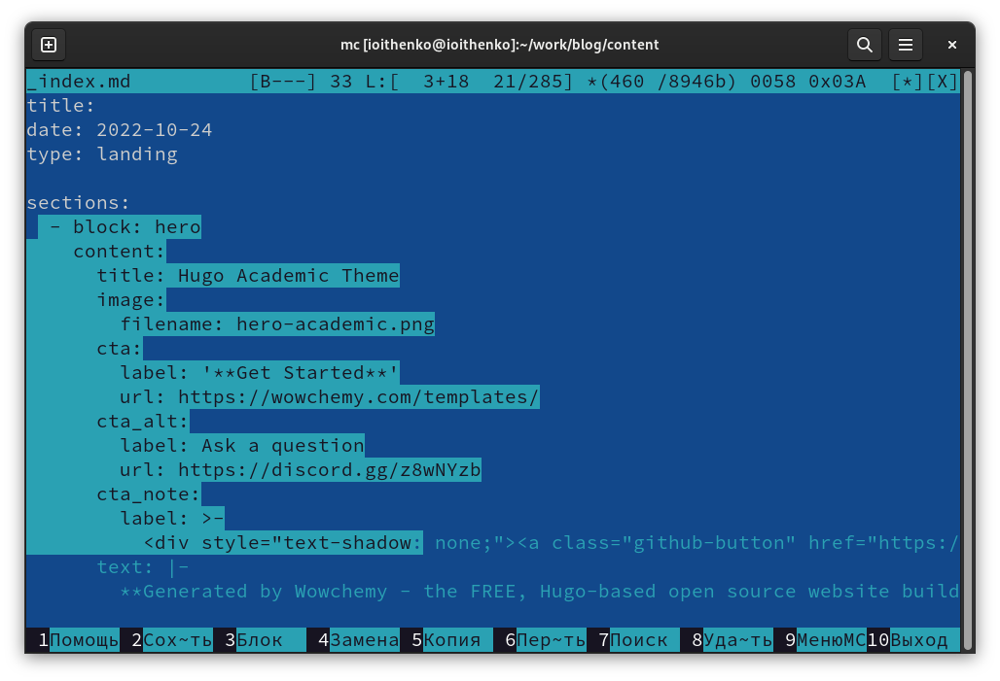 mc [ioithenko@ioithenko]:~/work/blog/content
_index.md [B---] 33 L:[ 3+18 21/285] *(460 /8946b) 0058 0x03A [*][X]
title:
date: 2022-10-24
type: landing
sections:
- block: hero
content:
title: Hugo Academic Theme
image:
filename: hero-academic.png
cta:
label: '**Get Started**'
url: https://wowchemy.com/templates/
cta_alt:
label: Ask a question
url: https://discord.gg/z8wNYzb
cta_note:
label: >-
<div style="text-shadow: none;"><a class="github-button" href="https:/
text: |-
**Generated by Wowchemy - the FREE, Hugo-based open source website build
1Помощь 2Сох~ть 3Блок 4Замена 5Копия 6Пер~ть 7Поиск 8Уда~ть 9МенюМС10Выход